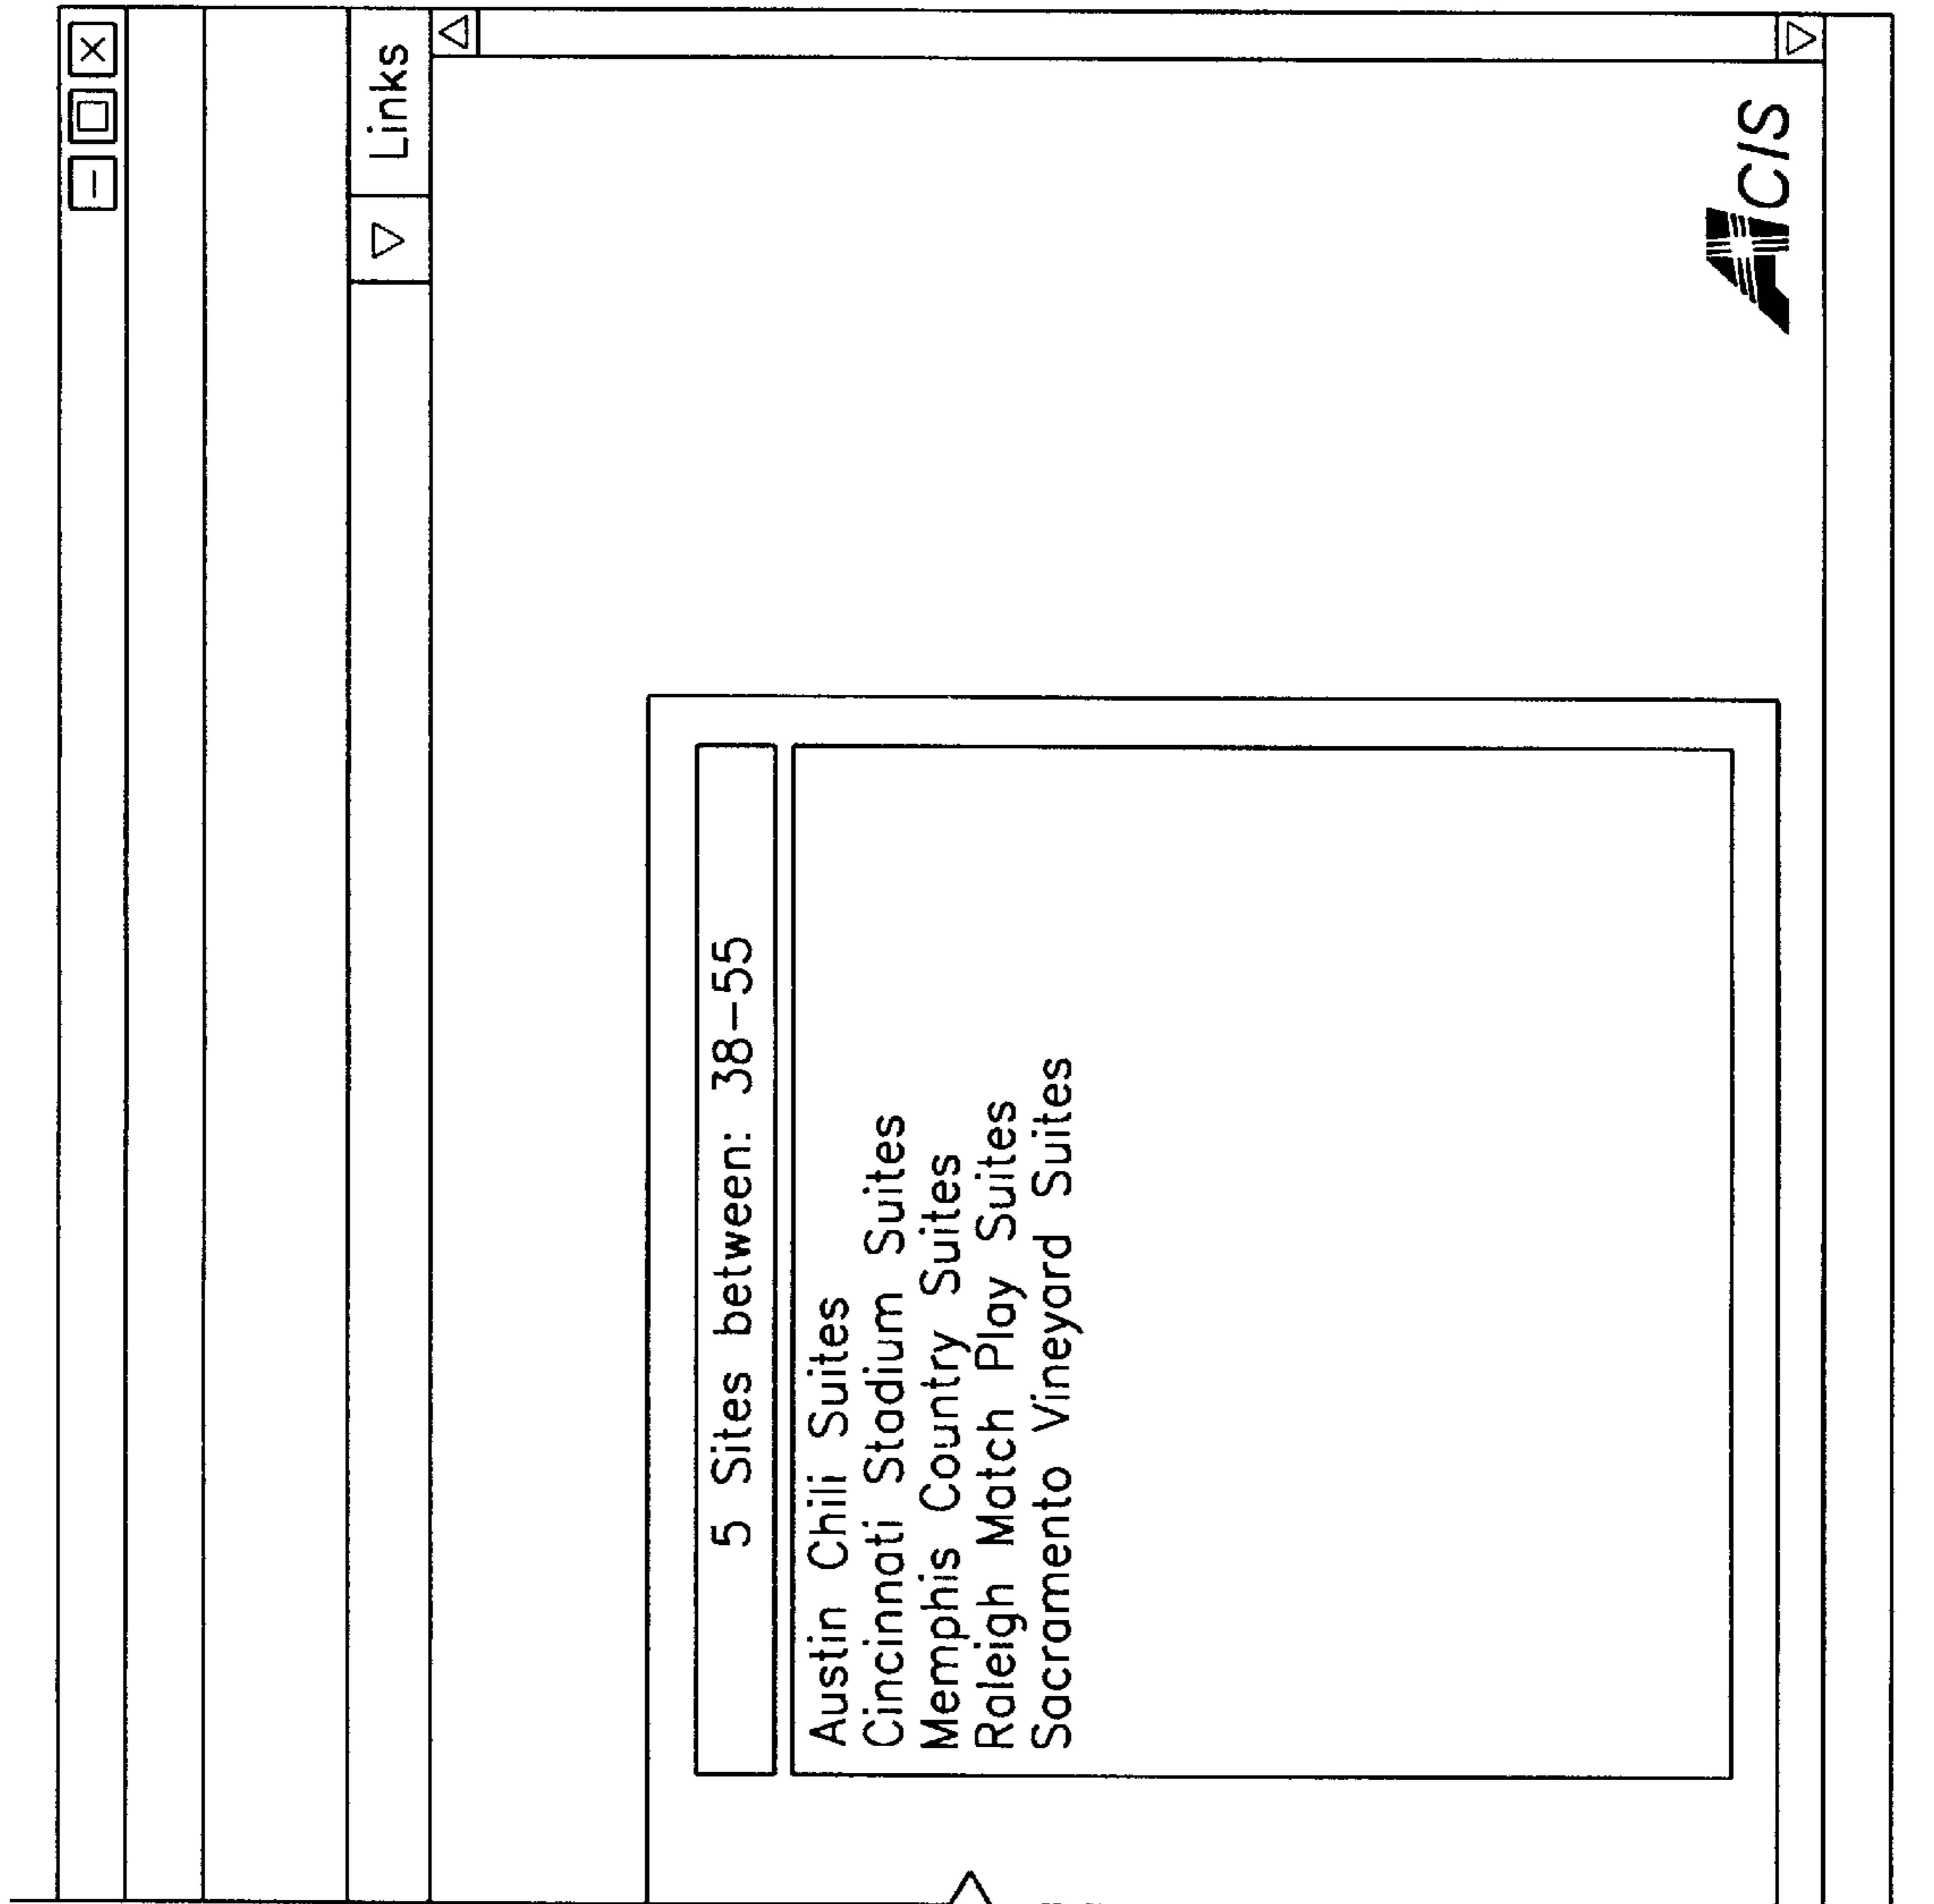 Links
5 Sites between: 38-55
Austin Chili Suites
Cincinnati Stadium Suites
Memphis Country Suites
Raleigh Match Play Suites
Sacramento Vineyard Suites
ACIS